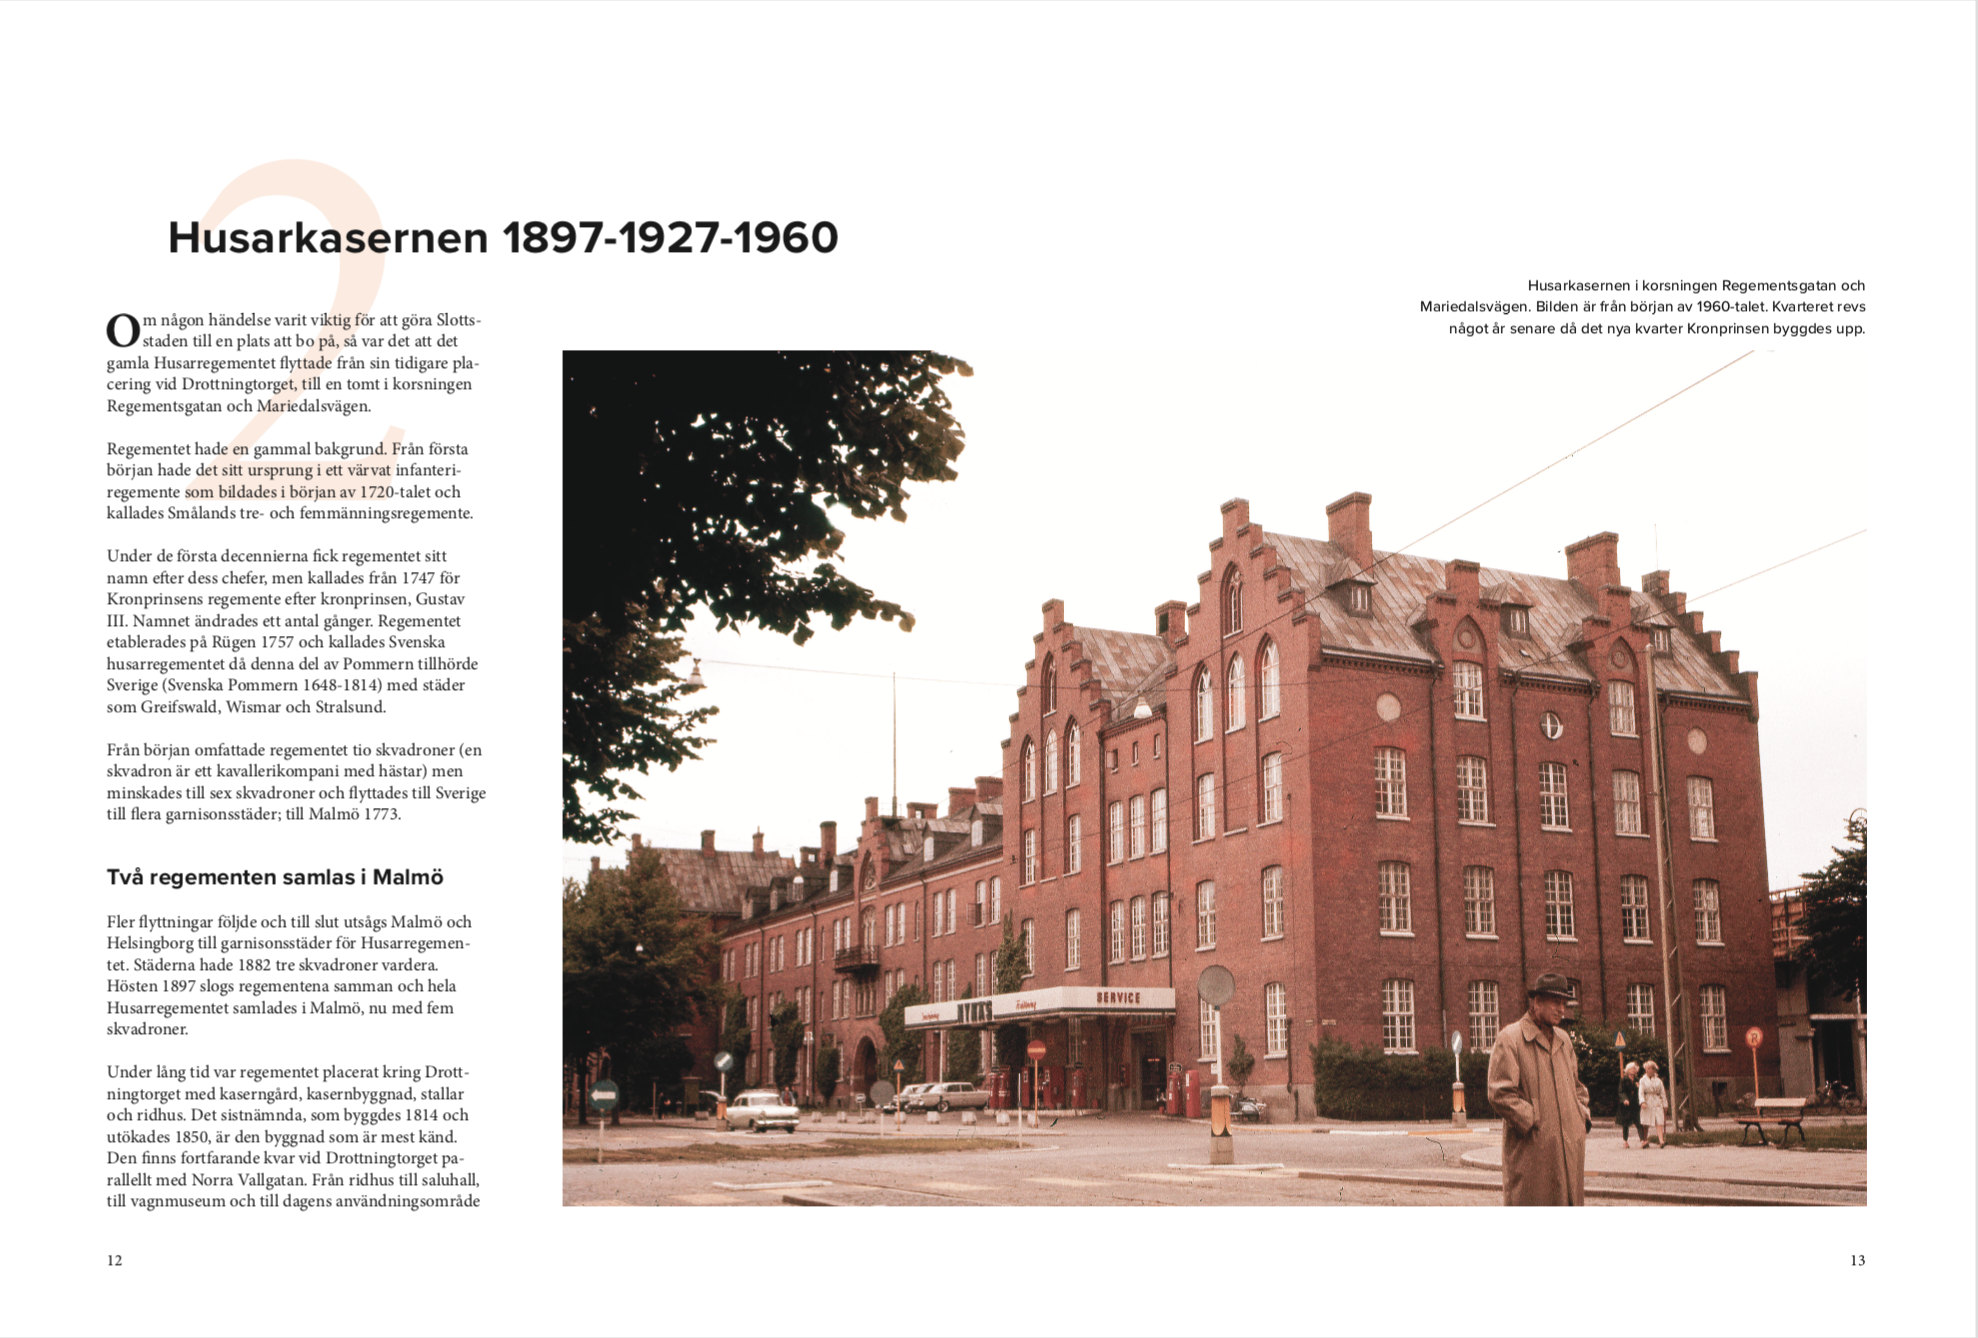 2
Husarkasernen 1897-1927-1960
Om någon händelse varit viktig för att göra Slotts-
staden till en plats att bo på, så var det att det
gamla Husarregementet flyttade från sin tidigare pla-
cering vid Drottningtorget, till en tomt i korsningen
Regementsgatan och Mariedalsvägen.
Regementet hade en gammal bakgrund. Från första
början hade det sitt ursprung i ett värvat infanteri-
regemente som bildades i början av 1720-talet och
kallades Smålands tre- och femmänningsregemente.
Under de första decennierna fick regementet sitt
namn efter dess chefer, men kallades från 1747 för
Kronprinsens regemente efter kronprinsen, Gustav
III. Namnet ändrades ett antal gånger. Regementet
etablerades på Rügen 1757 och kallades Svenska
husarregementet då denna del av Pommern tillhörde
Sverige (Svenska Pommern 1648-1814) med städer
som Greifswald, Wismar och Stralsund.
Från början omfattade regementet tio skvadroner (en
skvadron är ett kavallerikompani med hästar) men
minskades till sex skvadroner och flyttades till Sverige
till flera garnisonsstäder; till Malmö 1773.
Två regementen samlas i Malmö
Fler flyttningar följde och till slut utsågs Malmö och
Helsingborg till garnisonsstäder för Husarregemen-
tet. Städerna hade 1882 tre skvadroner vardera.
Hösten 1897 slogs regementena samman och hela
Husarregementet samlades i Malmö, nu med fem
skvadroner.
Under lång tid var regementet placerat kring Drott-
ningtorget med kaserngård, kasernbyggnad, stallar
och ridhus. Det sistnämnda, som byggdes 1814 och
utökades 1850, är den byggnad som är mest känd.
Den finns fortfarande kvar vid Drottningtorget pa-
rallellt med Norra Vallgatan. Från ridhus till saluhall,
till vagnmuseum och till dagens användningsområde
12
Husarkasernen i korsningen Regementsgatan och
Mariedalsvägen. Bilden är från början av 1960-talet. Kvarteret revs
något år senare då det nya kvarter Kronprinsen byggdes upp.
SERVICE
R
13